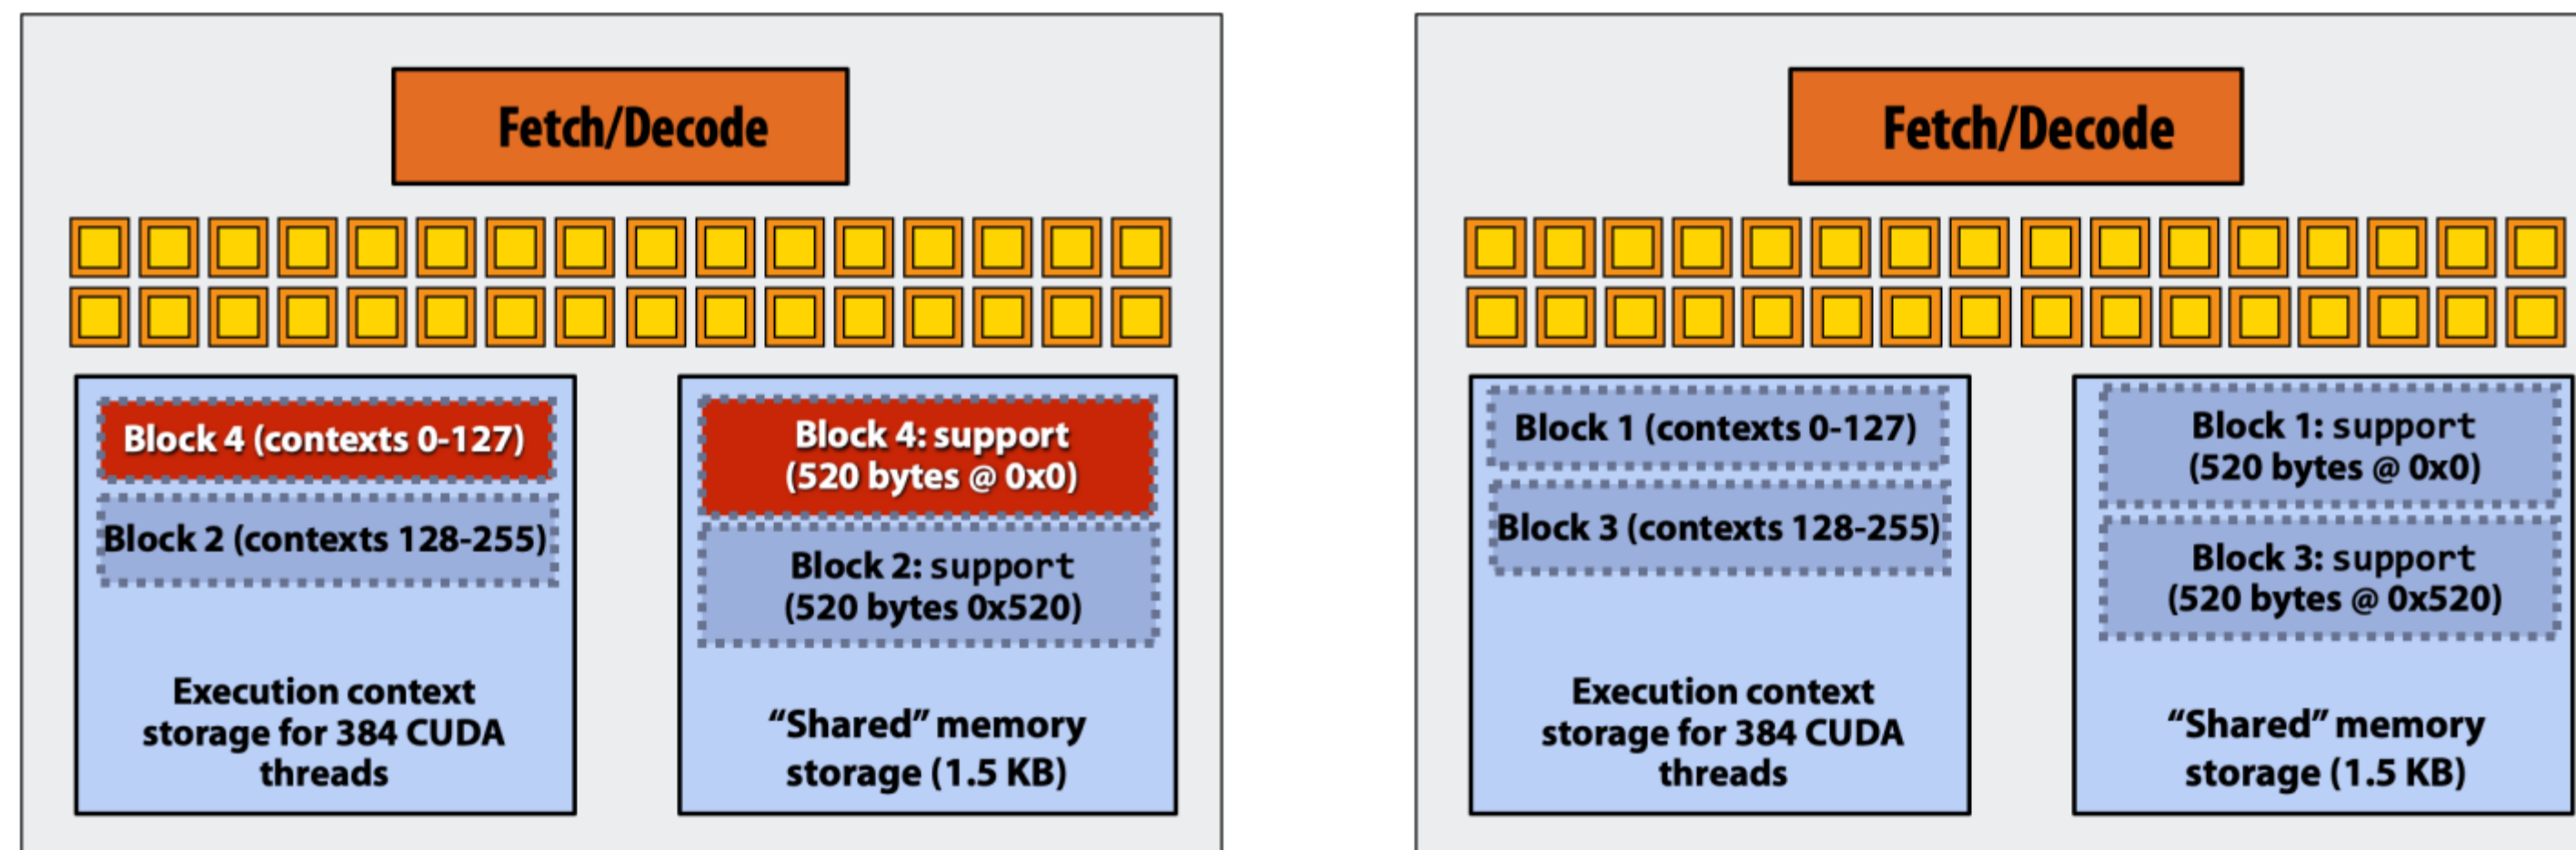 Fetch/Decode
Block 4 (contexts 0-127)
Block 2 (contexts 128-255)
Execution context
storage for 384 CUDA
threads
Block 4: support
(520 bytes @ 0x0)
Block 2: support
(520 bytes 0x520)
“Shared” memory
storage (1.5 KB)
Fetch/Decode
Block 1 (contexts 0-127)
Block 3 (contexts 128-255)
Execution context
storage for 384 CUDA
threads
Block 1: support
(520 bytes @ 0x0)
Block 3: support
(520 bytes @ 0x520)
“Shared” memory
storage (1.5 KB)